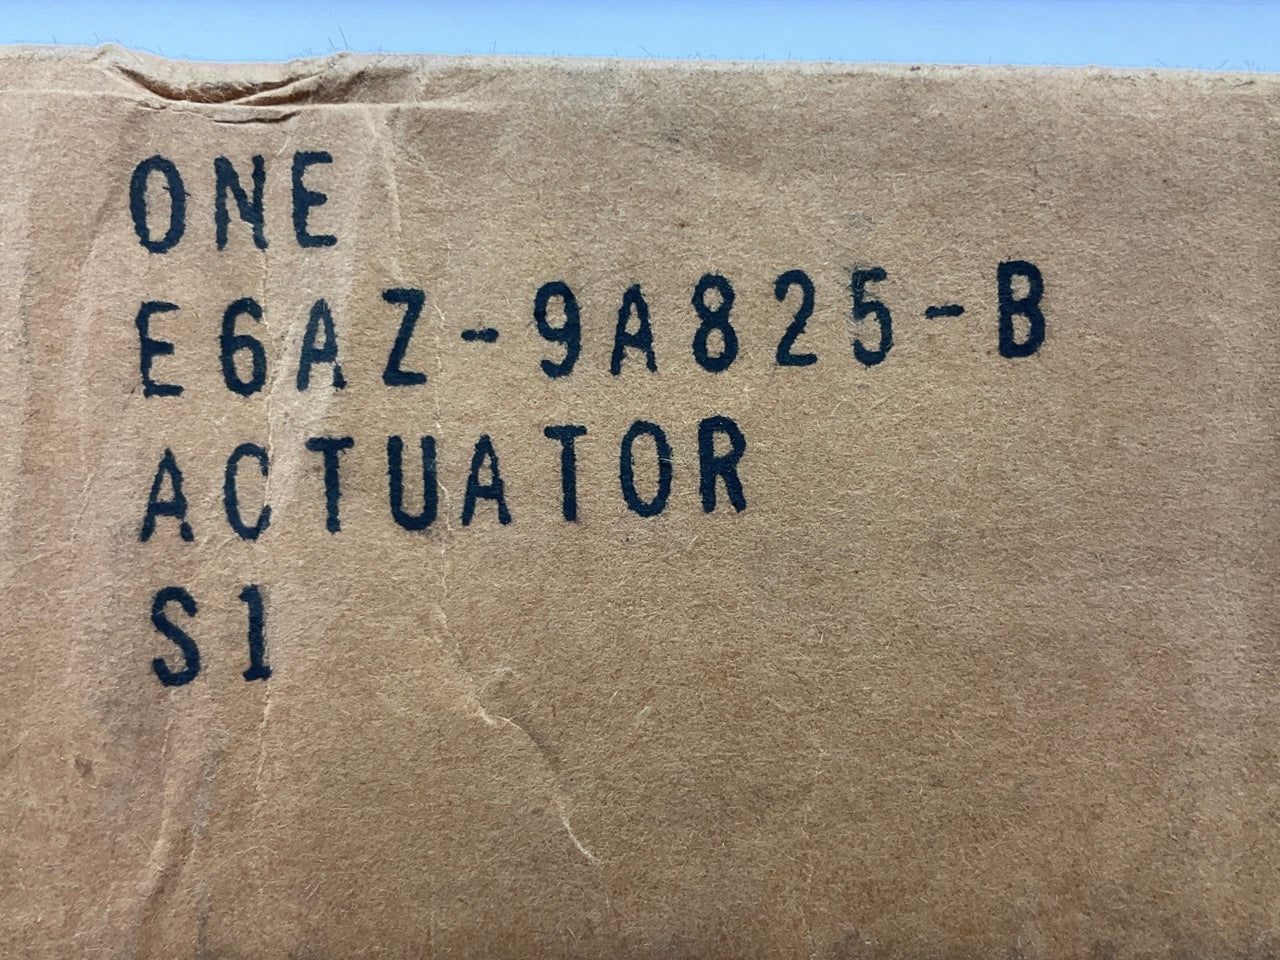 ONE
E6AZ-9A825-B
ACTUATOR
S1